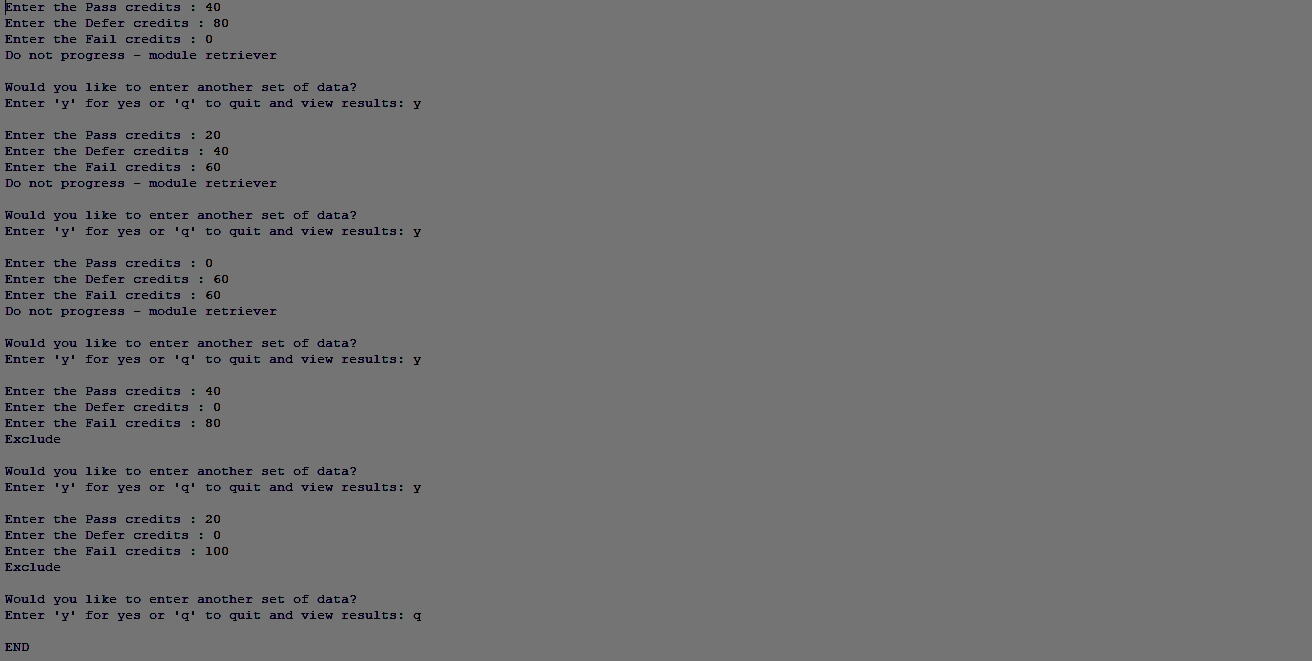 Enter the Pass credits : 40
Enter the Defer credits : 80
Enter the Fail credits : 0
Do not progress - module retriever
Would you like to enter another set of data?
Enter 'y' for yes or 'q' to quit and view results: y
Enter the Pass credits : 20
Enter the Defer credits : 40
Enter the Fail credits : 60
Do not progress - module retriever
Would you like to enter another set of data?
Enter 'y' for yes or 'q' to quit and view results: y
Enter the Pass credits : 0
Enter the Defer credits : 60
Enter the Fail credits : 60
Do not progress - module retriever
Would you like to enter another set of data?
Enter 'y' for yes or 'q' to quit and view results: y
Enter the Pass credits : 40
Enter the Defer credits : 0
Enter the Fail credits : 80
Exclude
Would you like to enter another set of data?
Enter 'y' for yes or 'q' to quit and view results: y
Enter the Pass credits : 20
Enter the Defer credits : 0
Enter the Fail credits : 100
Exclude
Would you like to enter another set of data?
Enter 'y' for yes or 'q' to quit and view results: q
END